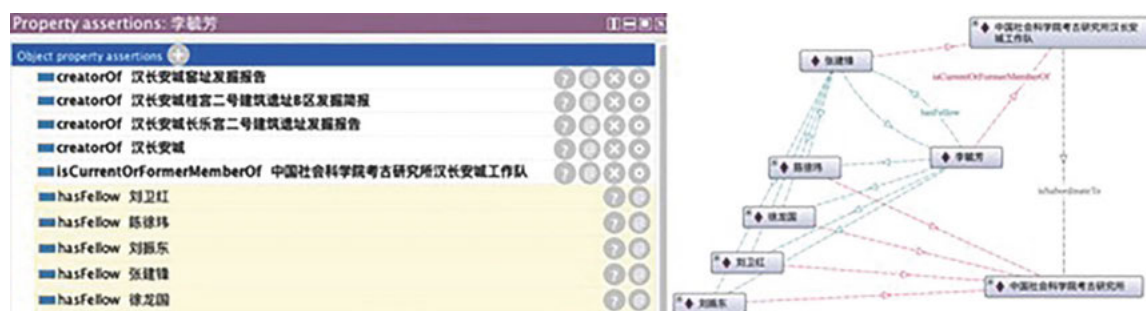 Property assertions: 李毓芳
Object property assertions
creatorOf 汉长安城窑址发掘报告
creatorOf 汉长安城桂宫二号建筑遗址B区发掘简报
creatorOf 汉长安城长乐宫二号建筑遗址发掘报告
creatorOf 汉长安城
isCurrentOrFormerMemberOf 中国社会科学院考古研究所汉长安城工作队
hasFellow 刘卫红
hasFellow 陈徐玮
hasFellow 刘振东
hasFellow 张建锋
hasFellow 徐龙国
中国社会科学院考古研究所汉长安
城工作队
张建锋
isCurrentOrFormerMemberOf
hasFellow
李毓芳
陈徐玮
isSubordinateTo
徐龙国
刘卫红
中国社会科学院考古研究所
刘振东